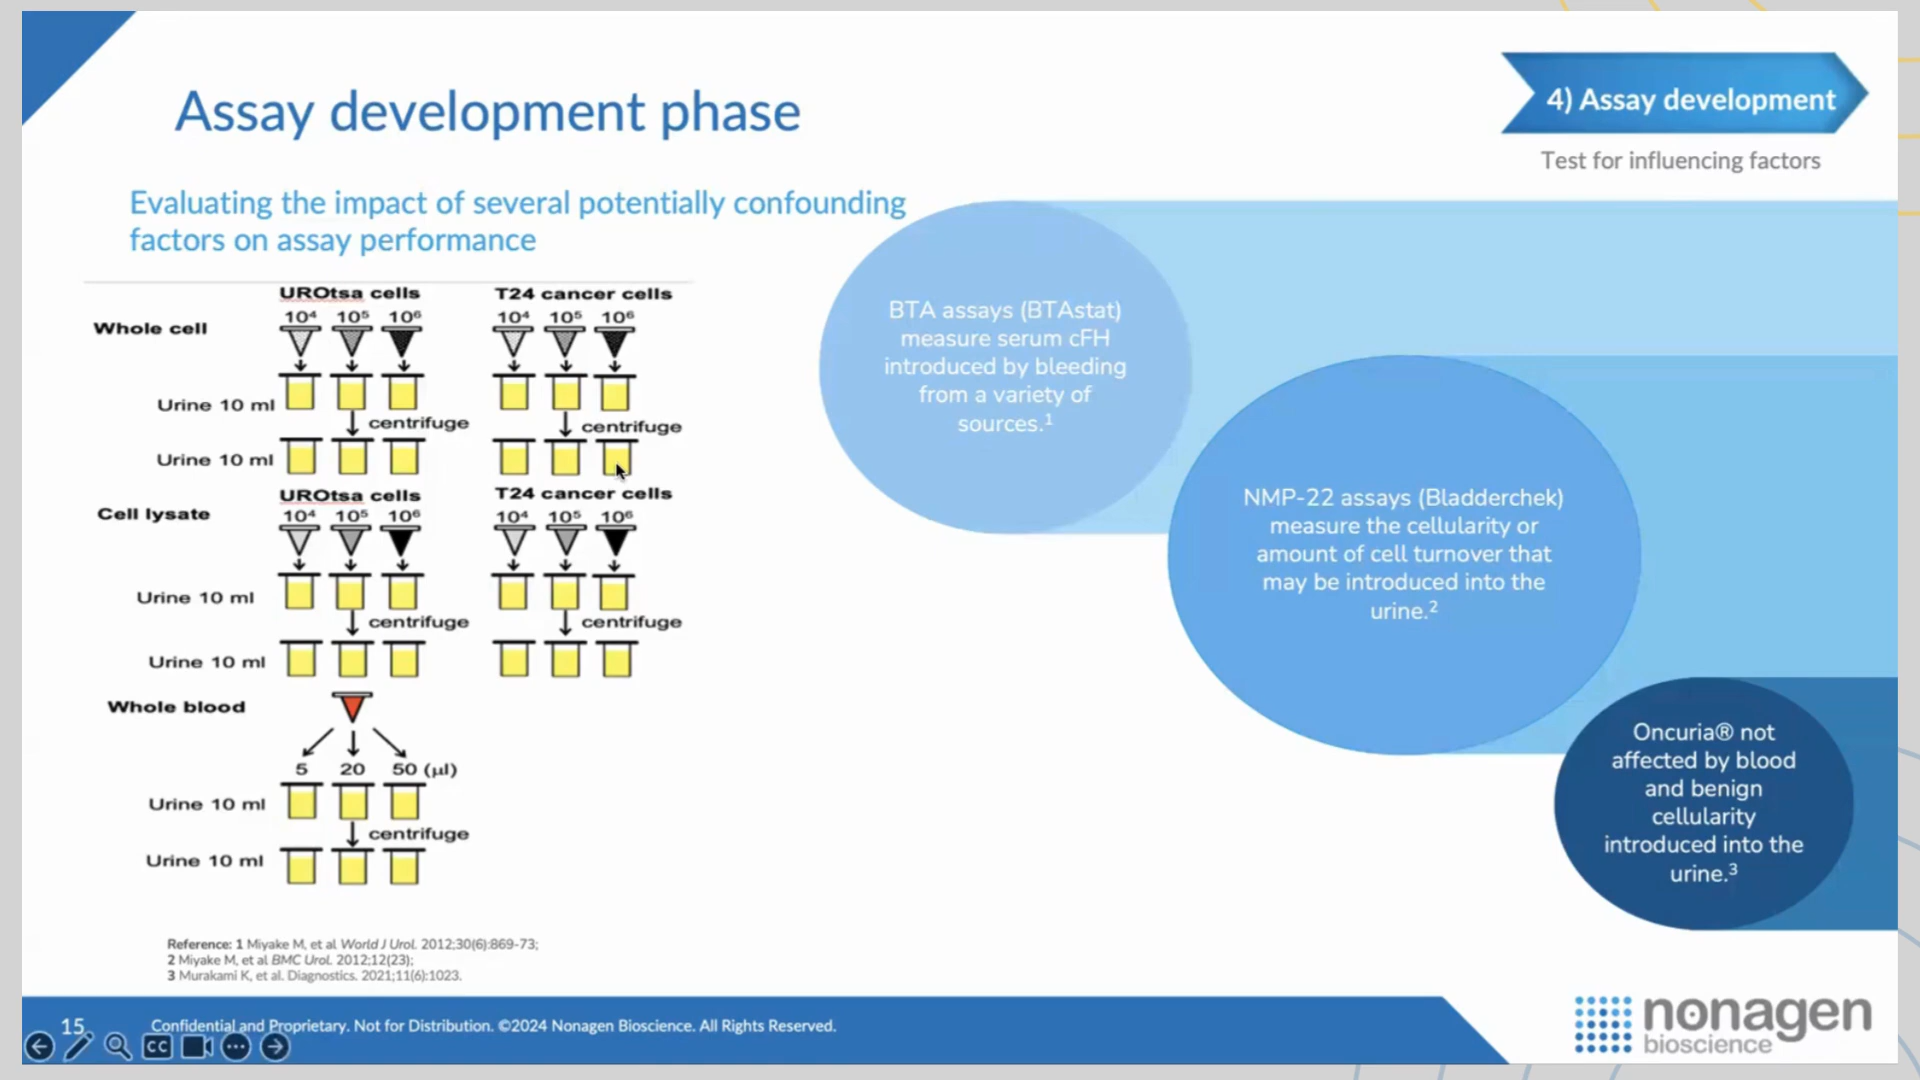 Assay development phase
4) Assay development
Test for influencing factors
Evaluating the impact of several potentially confounding
factors on assay performance
UROtsa cells
T24 cancer cells
Whole cell
10⁴ 10⁵ 10⁶
10⁴ 10⁵ 10⁶
Urine 10 ml
centrifuge
centrifuge
Urine 10 ml
UROtsa cells
T24 cancer cells
Cell lysate
10⁴ 10⁵ 10⁶
10⁴ 10⁵ 10⁶
Urine 10 ml
centrifuge
centrifuge
Urine 10 ml
Whole blood
5 20 50 (µl)
Urine 10 ml
centrifuge
Urine 10 ml
BTA assays (BTAstat)
measure serum cFH
introduced by bleeding
from a variety of
sources.¹
NMP-22 assays (Bladderchek)
measure the cellularity or
amount of cell turnover that
may be introduced into the
urine.²
Oncuria® not
affected by blood
and benign
cellularity
introduced into the
urine.³
Reference: 1 Miyake M, et al World J Urol. 2012;30(6):869-73;
2 Miyake M, et al BMC Urol. 2012;12(23);
3 Murakami K, et al. Diagnostics. 2021;11(6):1023.
15
Confidential and Proprietary. Not for Distribution. ©2024 Nonagen Bioscience. All Rights Reserved.
CC
nonagen
bioscience